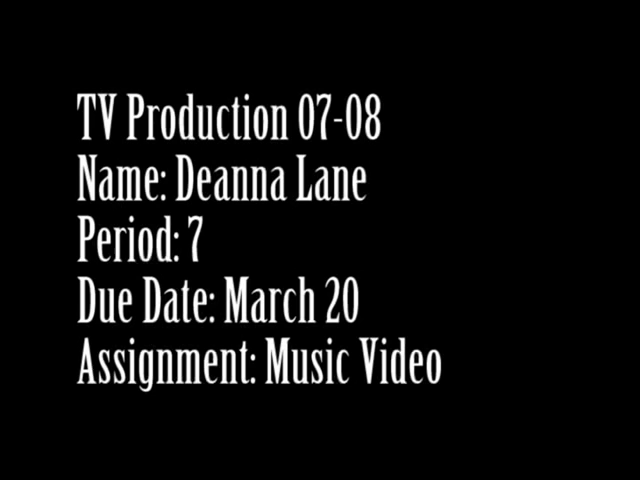 TV Production 07-08
Name: Deanna Lane
Period: 7
Due Date: March 20
Assignment: Music Video